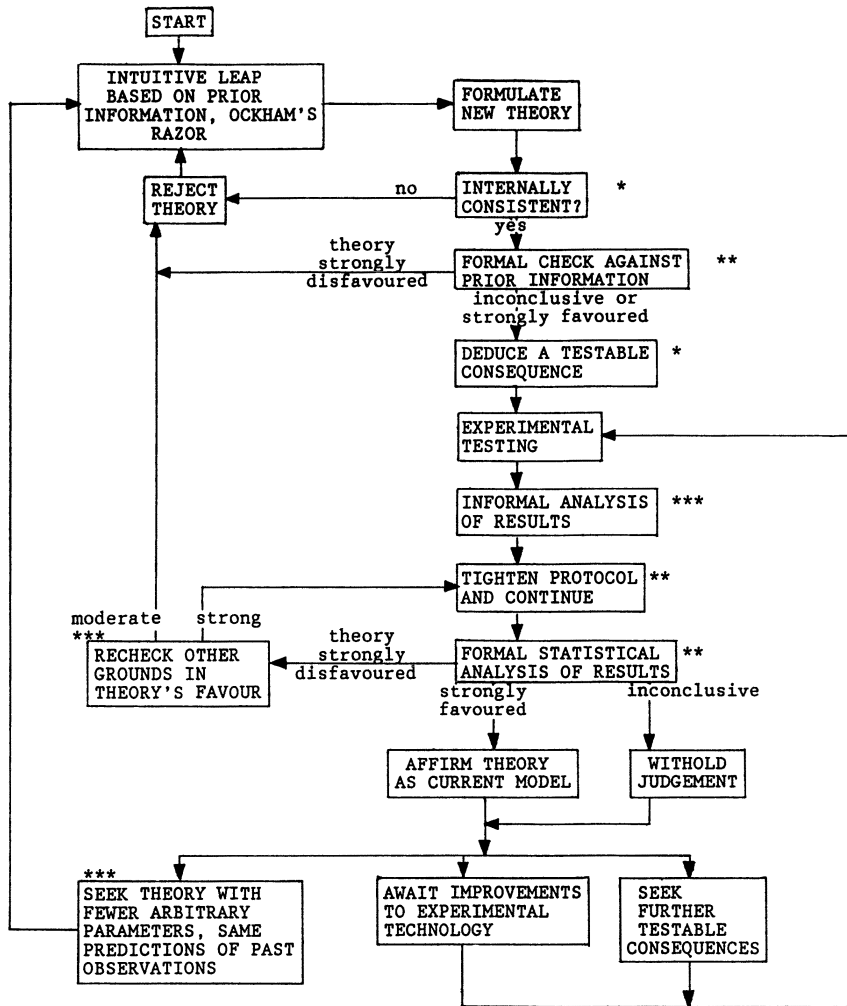 START
INTUITIVE LEAP
BASED ON PRIOR
INFORMATION, OCKHAM'S
RAZOR
FORMULATE
NEW THEORY
REJECT
THEORY
no
INTERNALLY
CONSISTENT?
*
yes
theory
strongly
disfavoured
FORMAL CHECK AGAINST
PRIOR INFORMATION
**
inconclusive or
strongly favoured
DEDUCE A TESTABLE
CONSEQUENCE
*
EXPERIMENTAL
TESTING
INFORMAL ANALYSIS
OF RESULTS
***
TIGHTEN PROTOCOL
AND CONTINUE
**
moderate
strong
***
RECHECK OTHER
GROUNDS IN
THEORY'S FAVOUR
theory
strongly
disfavoured
FORMAL STATISTICAL
ANALYSIS OF RESULTS
**
strongly
favoured
inconclusive
AFFIRM THEORY
AS CURRENT MODEL
WITHOLD
JUDGEMENT
***
SEEK THEORY WITH
FEWER ARBITRARY
PARAMETERS, SAME
PREDICTIONS OF PAST
OBSERVATIONS
AWAIT IMPROVEMENTS
TO EXPERIMENTAL
TECHNOLOGY
SEEK
FURTHER
TESTABLE
CONSEQUENCES